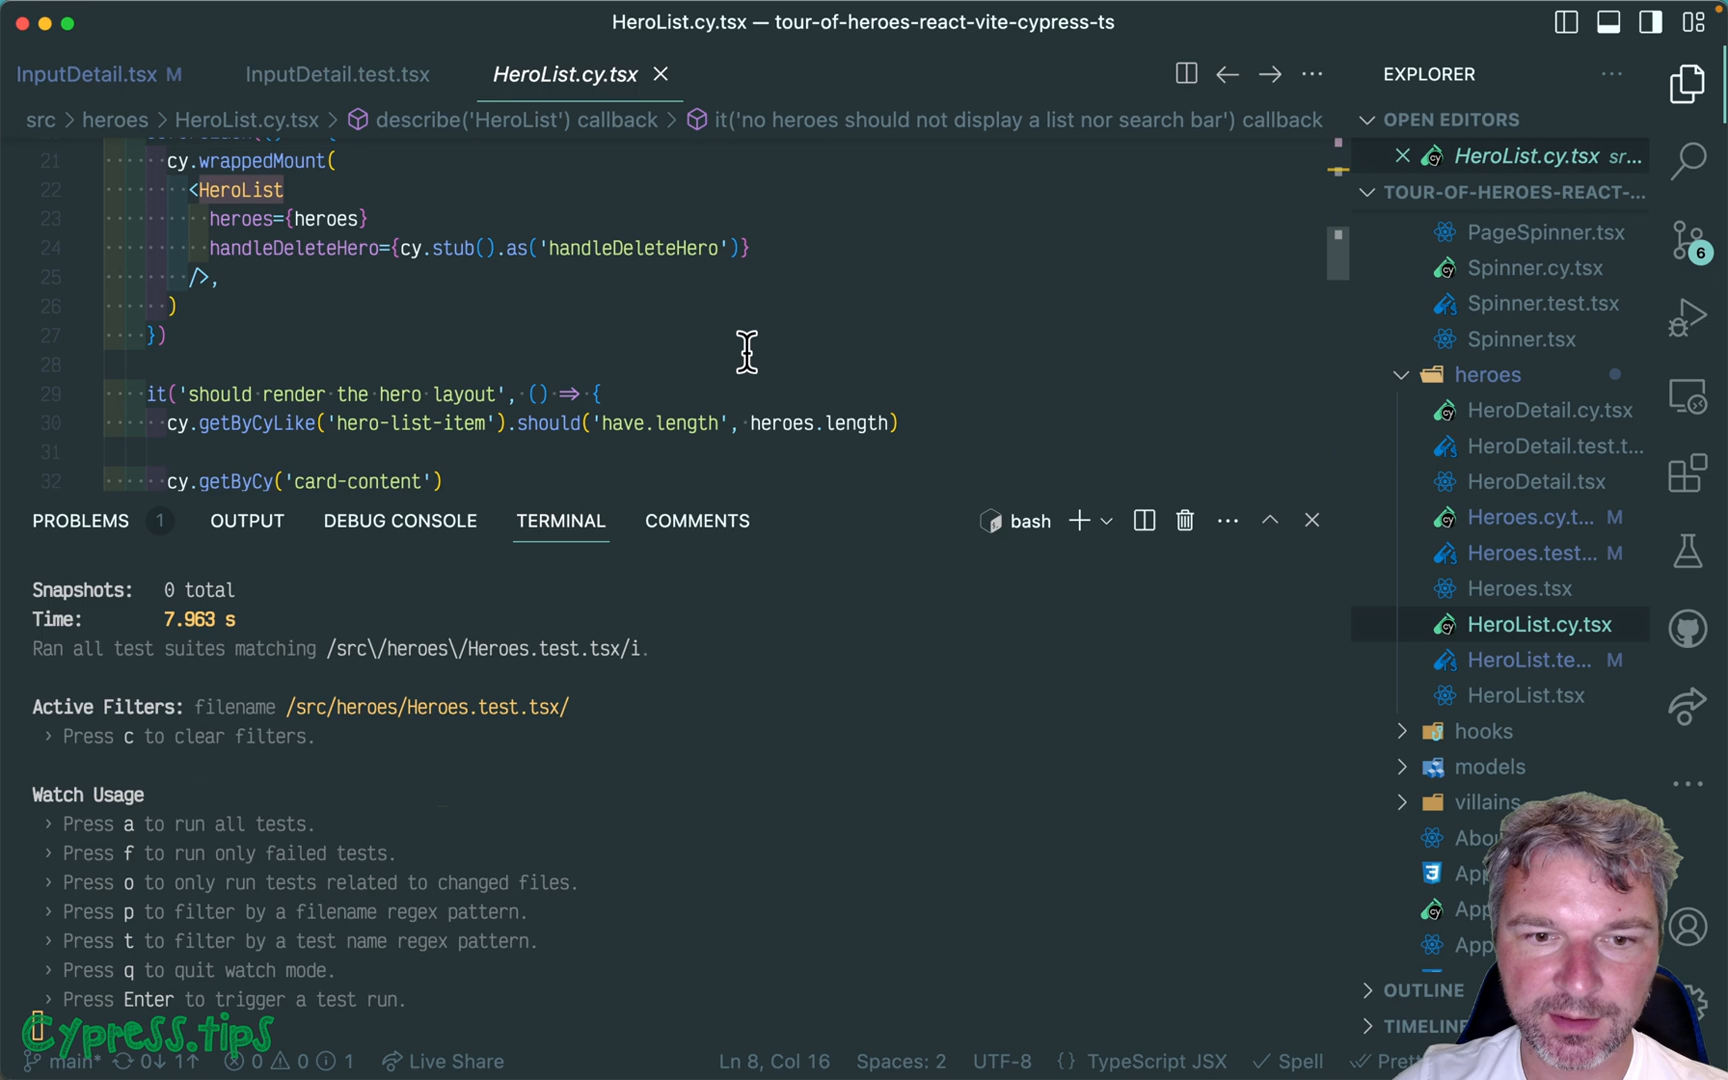 HeroList.cy.tsx — tour-of-heroes-react-vite-cypress-ts
InputDetail.tsx M
InputDetail.test.tsx
HeroList.cy.tsx
src > heroes > HeroList.cy.tsx > describe('HeroList') callback > it('no heroes should not display a list nor search bar') callback
21 cy.wrappedMount(
22 <HeroList
23 heroes={heroes}
24 handleDeleteHero={cy.stub().as('handleDeleteHero')}
25 />,
26 )
27 })
28
29 it('should render the hero layout', () => {
30 cy.getByCyLike('hero-list-item').should('have.length', heroes.length)
31
32 cy.getByCy('card-content')
PROBLEMS 1 OUTPUT DEBUG CONSOLE TERMINAL COMMENTS
bash
Snapshots: 0 total
Time: 7.963 s
Ran all test suites matching /src\/heroes\/Heroes.test.tsx/i.
Active Filters: filename /src/heroes/Heroes.test.tsx/
› Press c to clear filters.
Watch Usage
› Press a to run all tests.
› Press f to run only failed tests.
› Press o to only run tests related to changed files.
› Press p to filter by a filename regex pattern.
› Press t to filter by a test name regex pattern.
› Press q to quit watch mode.
› Press Enter to trigger a test run.
Cypress.tips
main* 0↓ 1↑ 0 0 1 Live Share
Ln 8, Col 16 Spaces: 2 UTF-8 {} TypeScript JSX Spell Prett
EXPLORER
OPEN EDITORS
HeroList.cy.tsx sr...
TOUR-OF-HEROES-REACT-...
PageSpinner.tsx
Spinner.cy.tsx
Spinner.test.tsx
Spinner.tsx
heroes
HeroDetail.cy.tsx
HeroDetail.test.t...
HeroDetail.tsx
Heroes.cy.t... M
Heroes.test... M
Heroes.tsx
HeroList.cy.tsx
HeroList.te... M
HeroList.tsx
hooks
models
villains
Abou
App
App
App
OUTLINE
TIMELINE
6